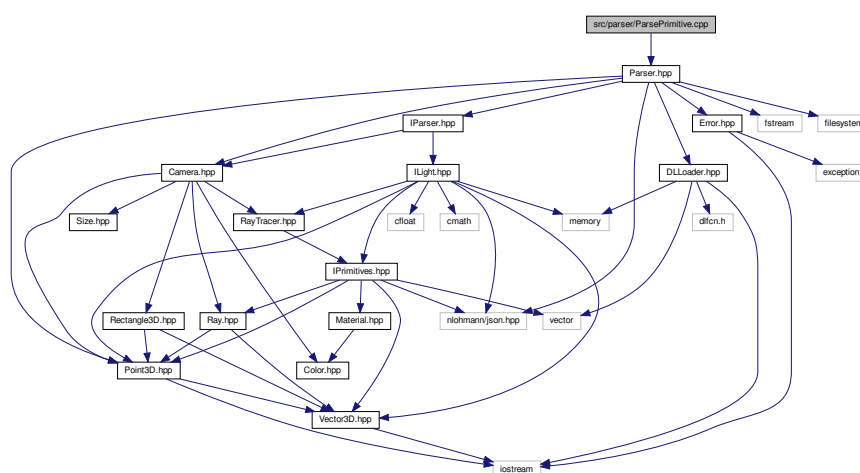 src/parser/ParsePrimitive.cpp
Parser.hpp
IParser.hpp
Error.hpp
fstream
filesystem
Camera.hpp
ILight.hpp
DLLoader.hpp
exception
Size.hpp
RayTracer.hpp
cfloat
cmath
memory
dlfcn.h
IPrimitives.hpp
Rectangle3D.hpp
Ray.hpp
Material.hpp
nlohmann/json.hpp
vector
Point3D.hpp
Color.hpp
Vector3D.hpp
iostream